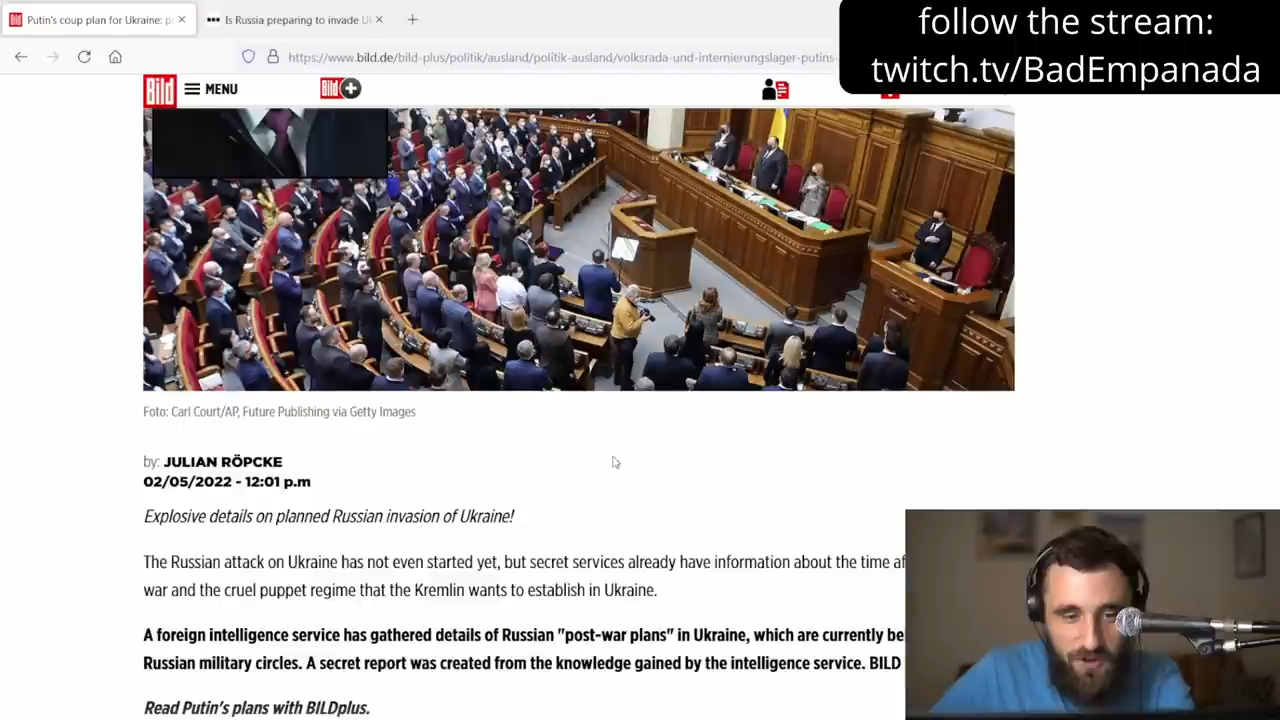 Putin's coup plan for Ukraine: p
Is Russia preparing to invade U
follow the stream:
twitch.tv/BadEmpanada
https://www.bild.de/bild-plus/politik/ausland/politik-ausland/volksrada-und-internierungslager-putins-
Bild
MENU
Bild
Foto: Carl Court/AP, Future Publishing via Getty Images
by: JULIAN RÖPCKE
02/05/2022 - 12:01 p.m
Explosive details on planned Russian invasion of Ukraine!
The Russian attack on Ukraine has not even started yet, but secret services already have information about the time af
war and the cruel puppet regime that the Kremlin wants to establish in Ukraine.
A foreign intelligence service has gathered details of Russian "post-war plans" in Ukraine, which are currently be
Russian military circles. A secret report was created from the knowledge gained by the intelligence service. BILD
Read Putin's plans with BILDplus.